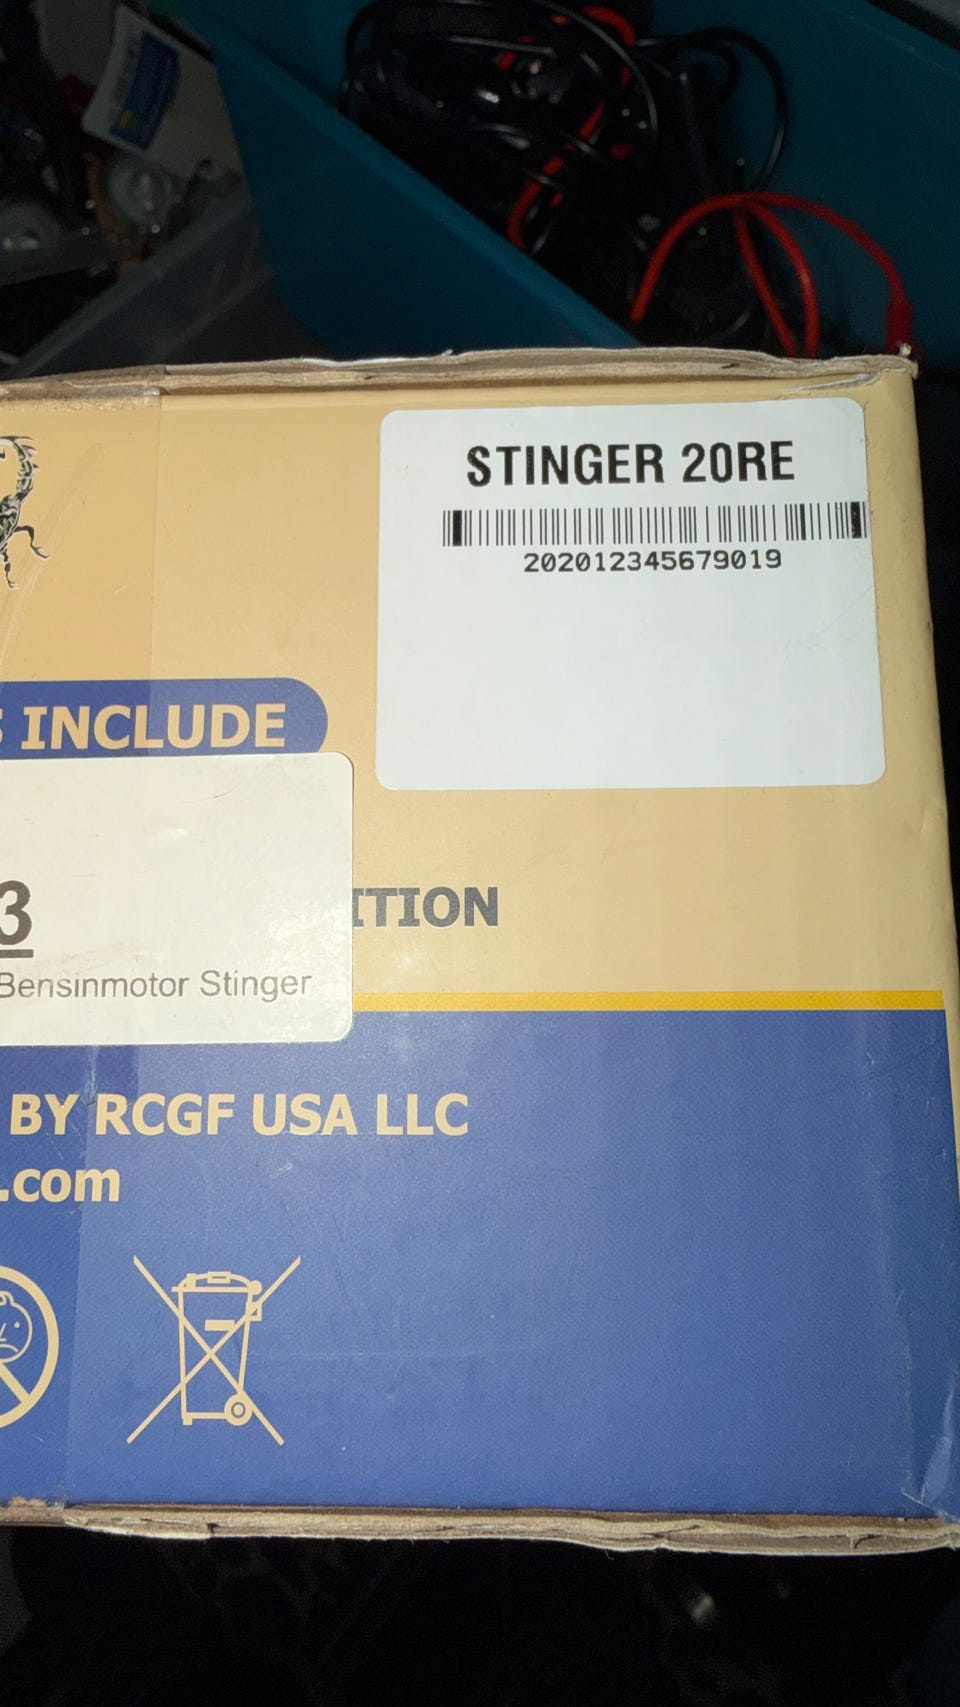 STINGER 20RE
202012345679019
INCLUDE
3
ITION
Bensinmotor Stinger
BY RCGF USA LLC
.com